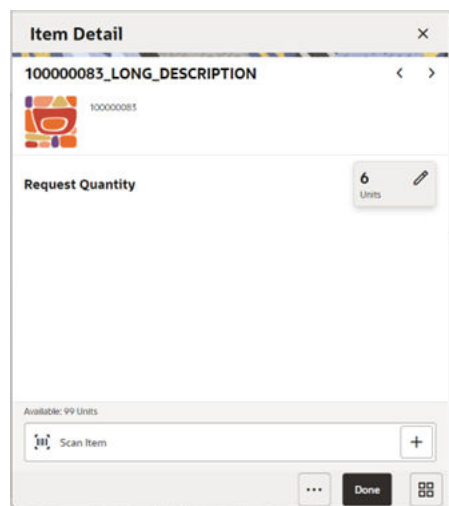 Item Detail
100000083_LONG_DESCRIPTION
100000083
Request Quantity
6
Units
Available: 99 Units
Scan Item
Done